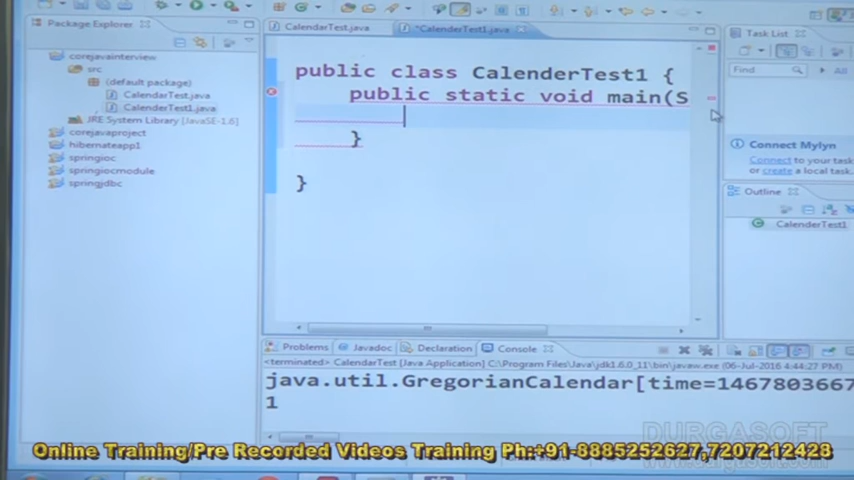 Package Explorer
corejavainterview
src
(default package)
CalendarTest.java
CalenderTest1.java
JRE System Library [JavaSE-1.6]
corejavaproject
hibernateapp1
springioc
springiocmodule
springjdbc
CalendarTest.java
*CalenderTest1.java
public class CalenderTest1 {
public static void main(S
}
}
Task List
Find
All
Connect Mylyn
Connect to your task
or create a local task.
Outline
CalenderTest1
Problems
Javadoc
Declaration
Console
<terminated> CalendarTest [Java Application] C:\Program Files\Java\jdk1.6.0_11\bin\javaw.exe (06-Jul-2016 4:44:27 PM)
java.util.GregorianCalendar[time=1467803667
1
DURGASOFT
Online Training/Pre Recorded Videos Training Ph:+91-8885252627,7207212428